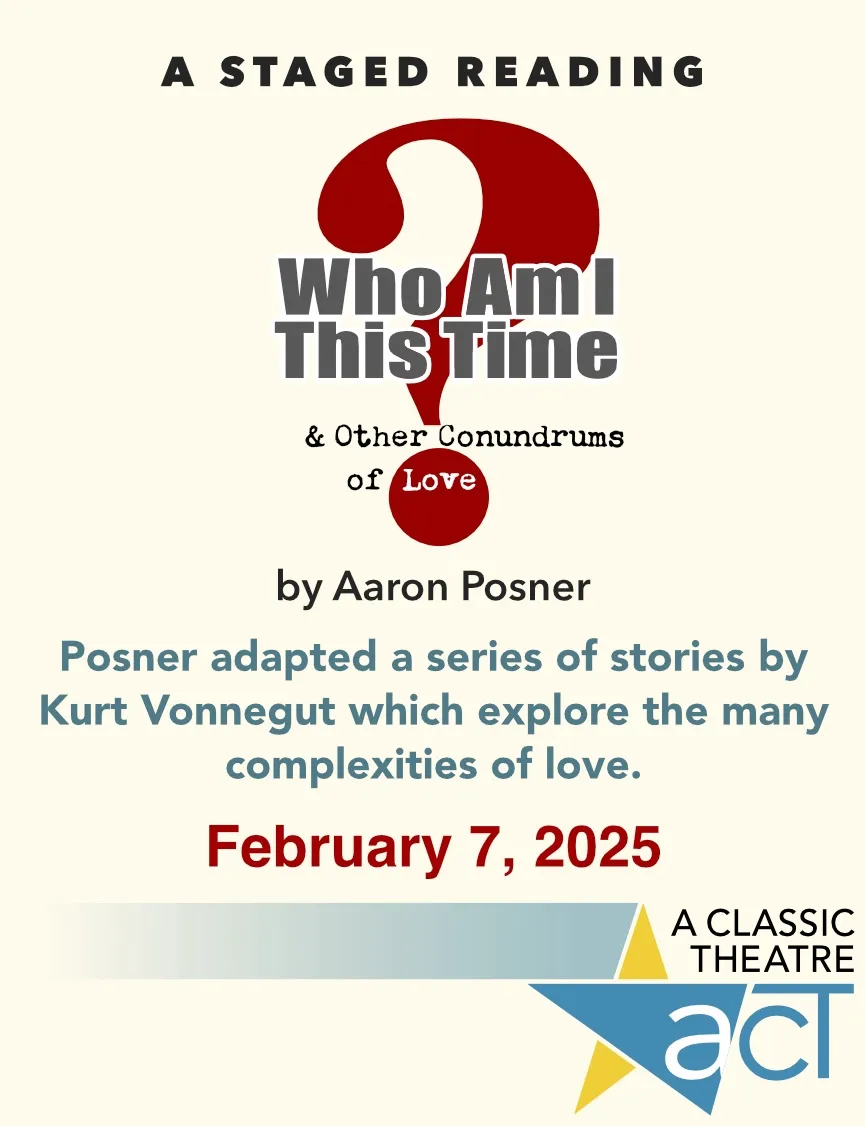 A STAGED READING
?
Who Am I
This Time
& Other Conundrums
of Love
by Aaron Posner
Posner adapted a series of stories by
Kurt Vonnegut which explore the many
complexities of love.
February 7, 2025
A CLASSIC
THEATRE
acT